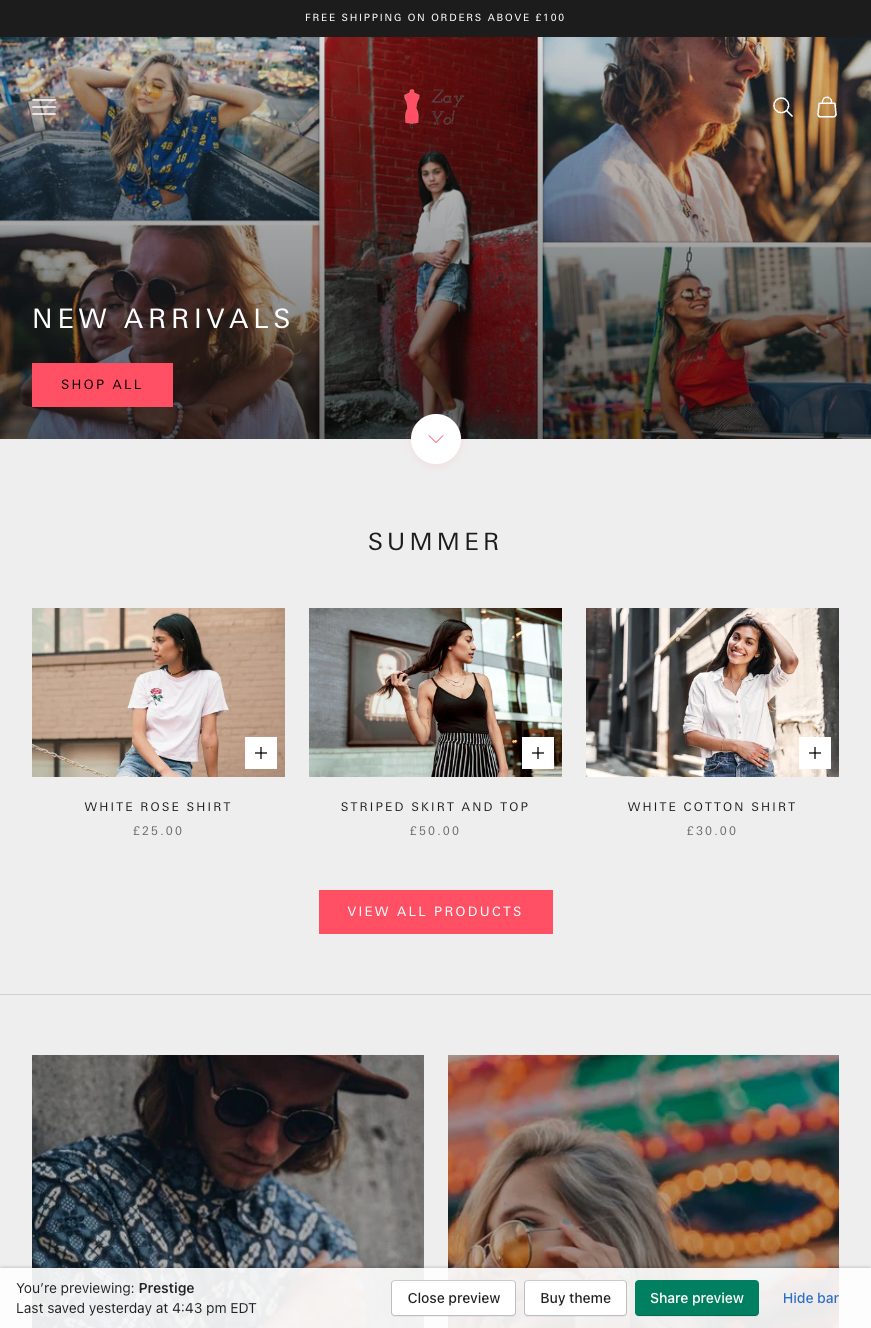 FREE SHIPPING ON ORDERS ABOVE £100
Zay
Yd
NEW ARRIVALS
SHOP ALL
SUMMER
WHITE ROSE SHIRT
£25.00
STRIPED SKIRT AND TOP
£50.00
WHITE COTTON SHIRT
£30.00
VIEW ALL PRODUCTS
You’re previewing: Prestige
Last saved yesterday at 4:43 pm EDT
Close preview
Buy theme
Share preview
Hide bar